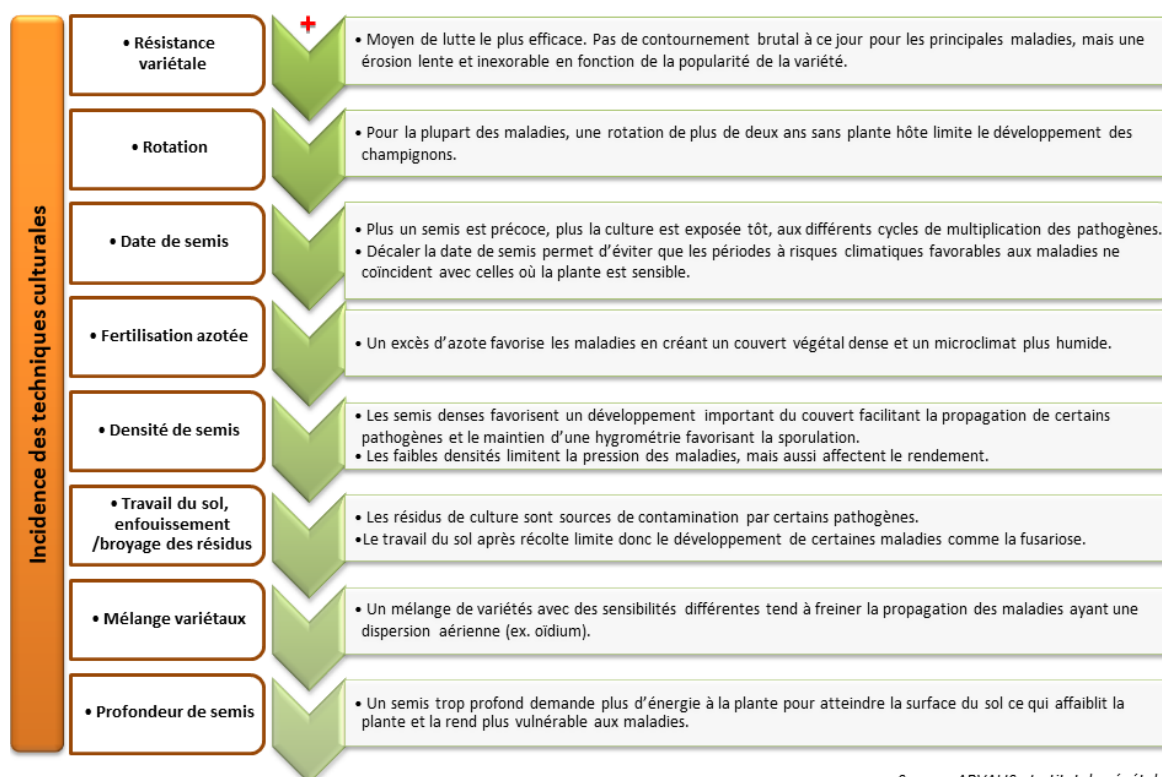 Incidence des techniques culturales
+
• Résistance
variétale
• Moyen de lutte le plus efficace. Pas de contournement brutal à ce jour pour les principales maladies, mais une
érosion lente et inexorable en fonction de la popularité de la variété.
• Rotation
• Pour la plupart des maladies, une rotation de plus de deux ans sans plante hôte limite le développement des
champignons.
• Date de semis
• Plus un semis est précoce, plus la culture est exposée tôt, aux différents cycles de multiplication des pathogènes.
• Décaler la date de semis permet d’éviter que les périodes à risques climatiques favorables aux maladies ne
coïncident avec celles où la plante est sensible.
• Fertilisation azotée
• Un excès d’azote favorise les maladies en créant un couvert végétal dense et un microclimat plus humide.
• Densité de semis
• Les semis denses favorisent un développement important du couvert facilitant la propagation de certains
pathogènes et le maintien d’une hygrométrie favorisant la sporulation.
• Les faibles densités limitent la pression des maladies, mais aussi affectent le rendement.
• Travail du sol,
enfouissement
/broyage des résidus
• Les résidus de culture sont sources de contamination par certains pathogènes.
•Le travail du sol après récolte limite donc le développement de certaines maladies comme la fusariose.
• Mélange variétaux
• Un mélange de variétés avec des sensibilités différentes tend à freiner la propagation des maladies ayant une
dispersion aérienne (ex. oïdium).
• Profondeur de semis
• Un semis trop profond demande plus d’énergie à la plante pour atteindre la surface du sol ce qui affaiblit la
plante et la rend plus vulnérable aux maladies.